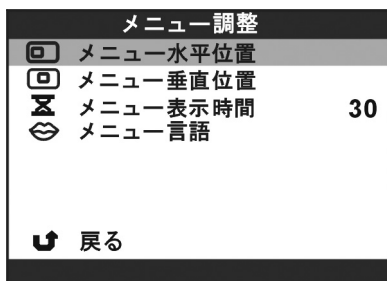 メニュー調整
メニュー水平位置
メニュー垂直位置
メニュー表示時間 30
メニュー言語
戻る